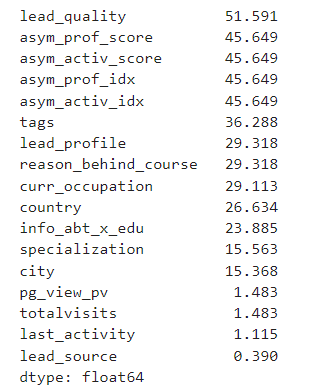 lead_quality 51.591
asym_prof_score 45.649
asym_activ_score 45.649
asym_prof_idx 45.649
asym_activ_idx 45.649
tags 36.288
lead_profile 29.318
reason_behind_course 29.318
curr_occupation 29.113
country 26.634
info_abt_x_edu 23.885
specialization 15.563
city 15.368
pg_view_pv 1.483
totalvisits 1.483
last_activity 1.115
lead_source 0.390
dtype: float64